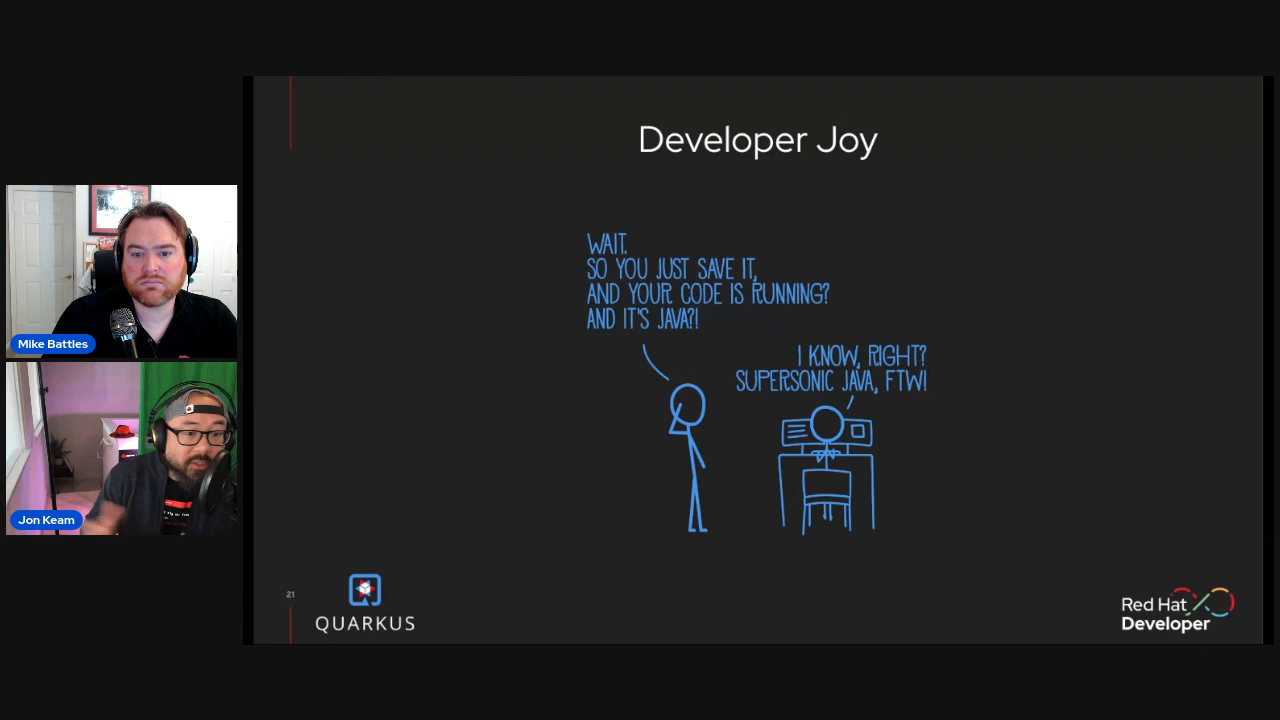 Developer Joy
WAIT.
SO YOU JUST SAVE IT,
AND YOUR CODE IS RUNNING?
AND IT'S JAVA?!
I KNOW, RIGHT?
SUPERSONIC JAVA, FTW!
Mike Battles
Jon Keam
21
QUARKUS
Red Hat
Developer